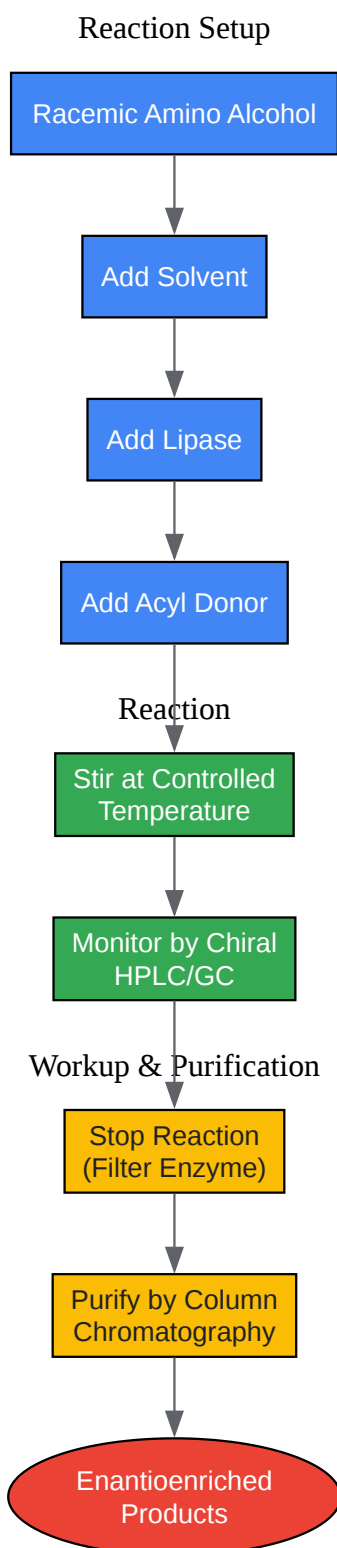 Reaction Setup
Racemic Amino Alcohol
Add Solvent
Add Lipase
Add Acyl Donor
Reaction
Stir at Controlled
Temperature
Monitor by Chiral
HPLC/GC
Workup & Purification
Stop Reaction
(Filter Enzyme)
Purify by Column
Chromatography
Enantioenriched
Products